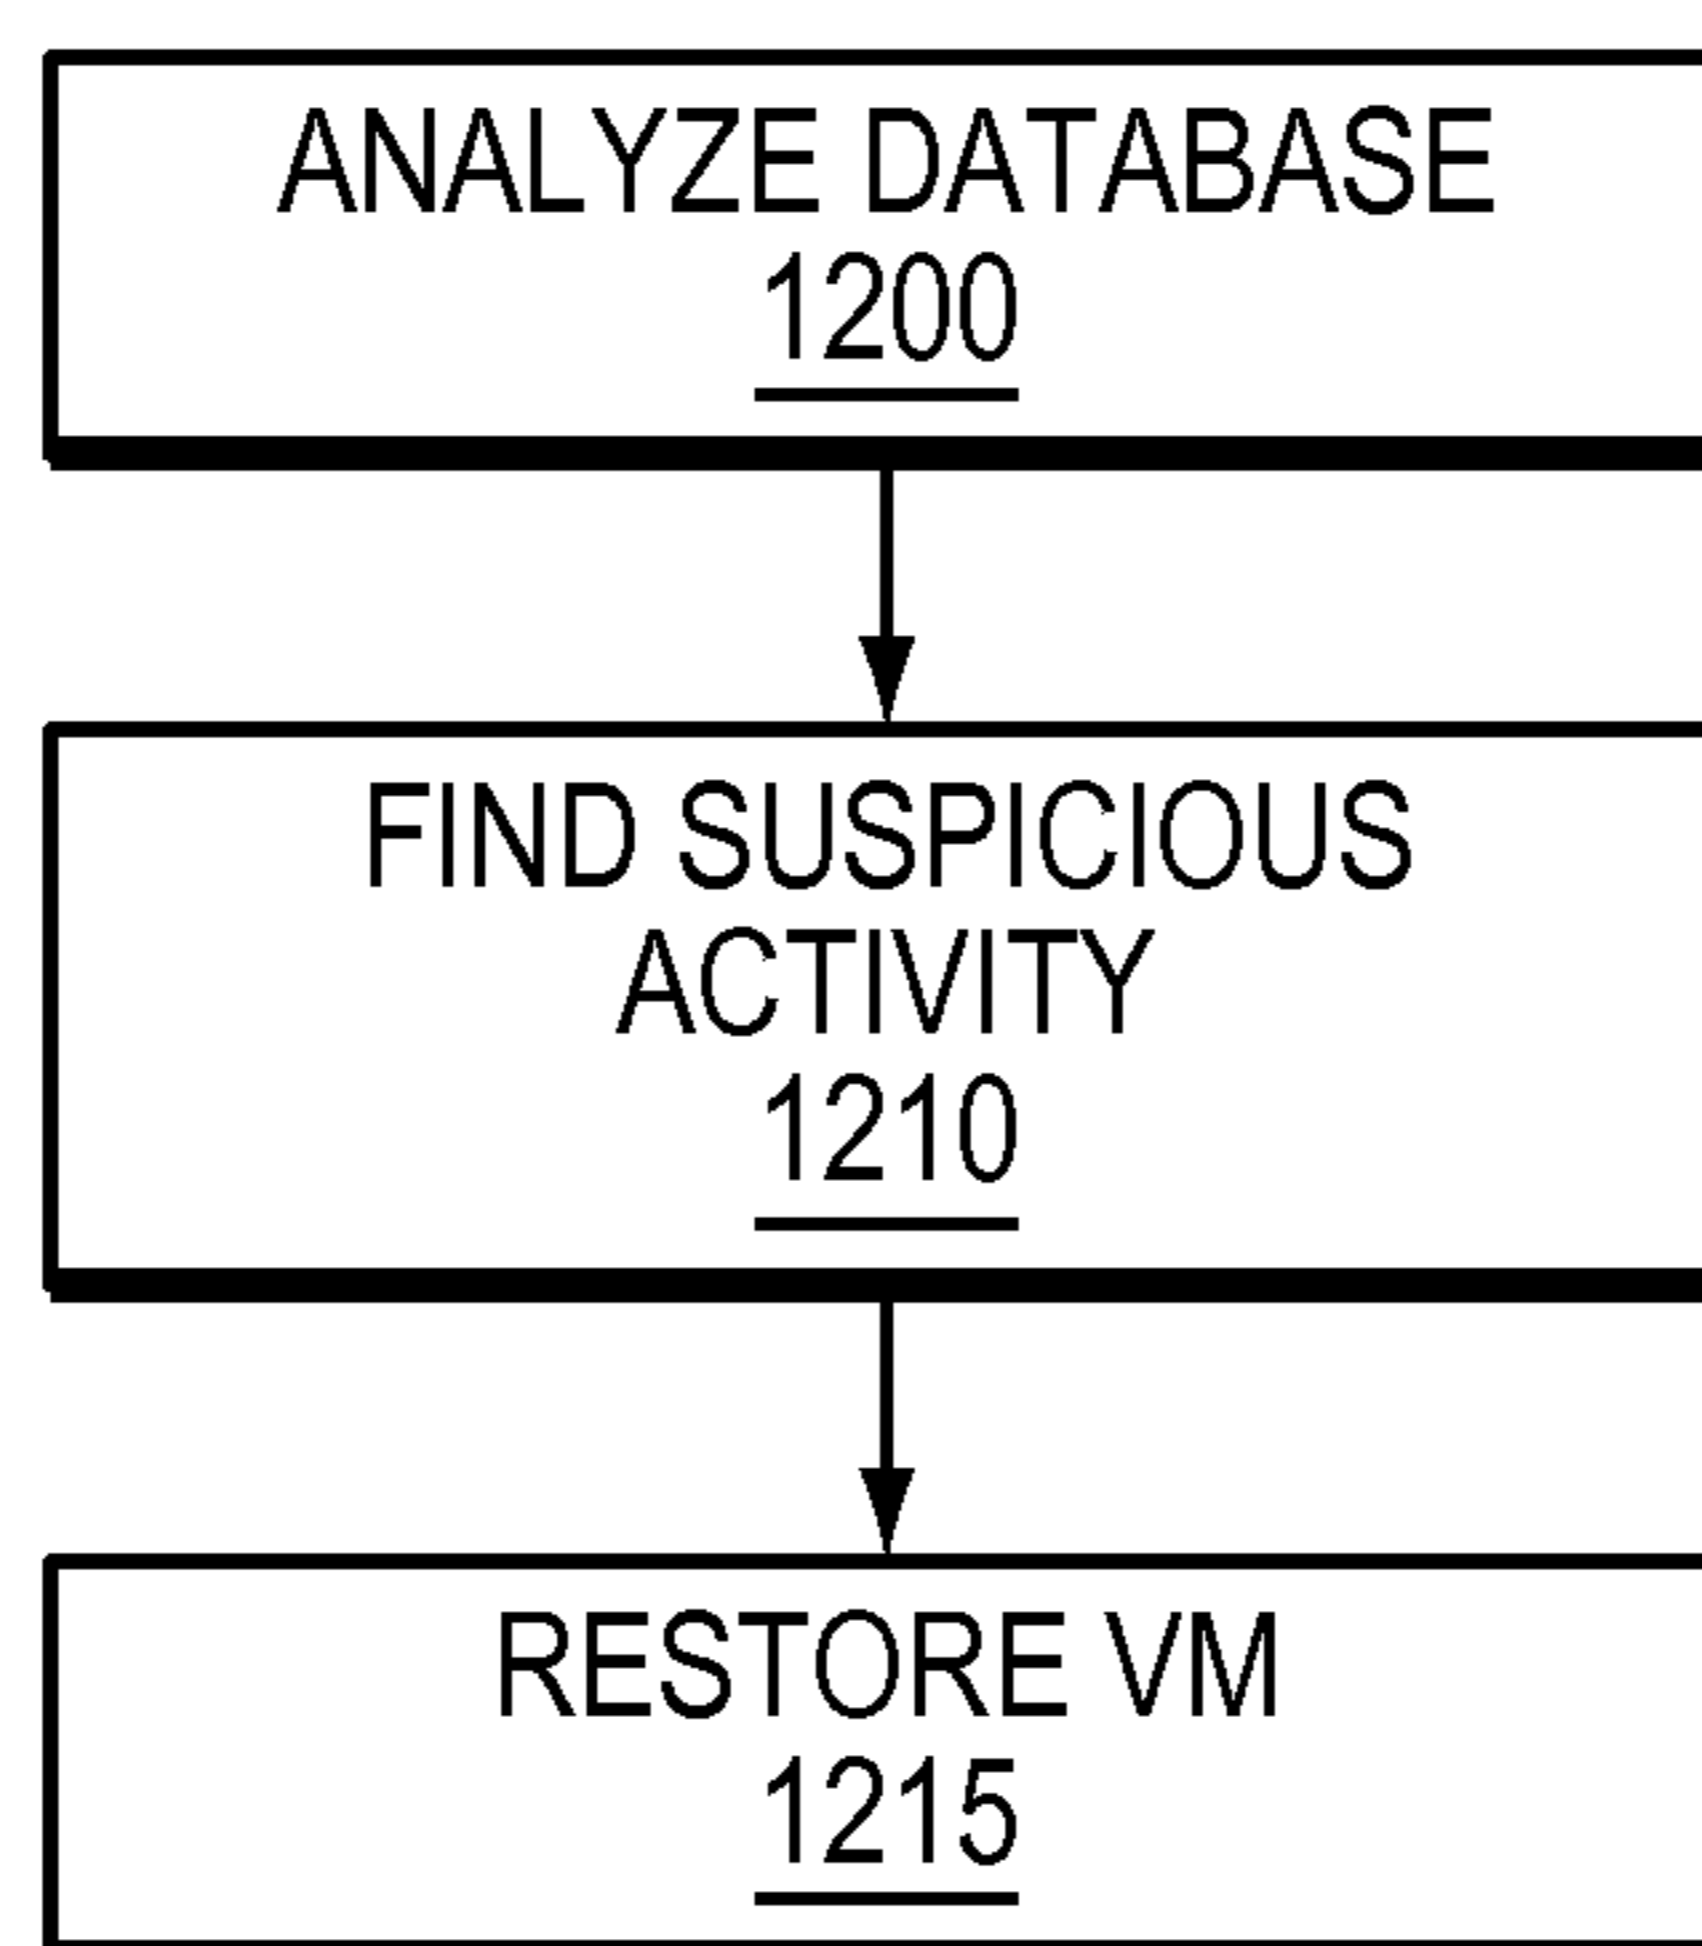 ANALYZE DATABASE
1200
FIND SUSPICIOUS
ACTIVITY
1210
RESTORE VM
1215